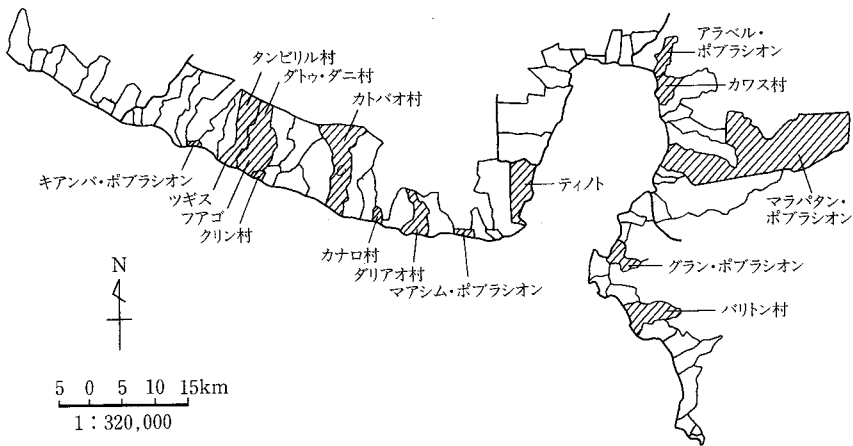 タンビリル村
ダトゥ・ダニ村
カトバオ村
アラベル・
ポブラシオン
カワス村
キアンバ・ポブラシオン
ツギス
フアゴ
クリン村
カナロ村
ダリアオ村
マアシム・ポブラシオン
ティノト
マラパタン・
ポブラシオン
グラン・ポブラシオン
バリトン村
N
5 0 5 10 15km
1:320,000